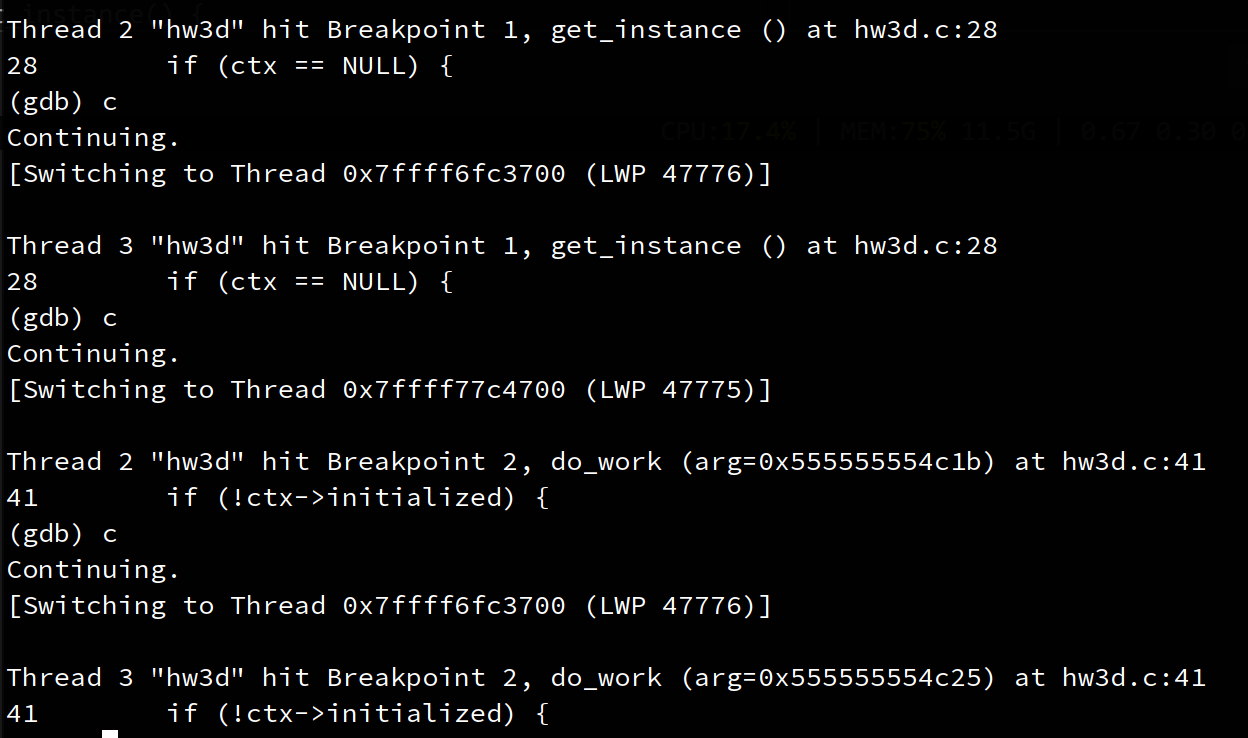 instance() {
Thread 2 "hw3d" hit Breakpoint 1, get_instance () at hw3d.c:28
28        if (ctx == NULL) {
(gdb) c
Continuing.
CPU:17.4% | MEM:75% 11.5G | 0.67 0.30 0
[Switching to Thread 0x7ffff6fc3700 (LWP 47776)]
Thread 3 "hw3d" hit Breakpoint 1, get_instance () at hw3d.c:28
28        if (ctx == NULL) {
(gdb) c
Continuing.
[Switching to Thread 0x7ffff77c4700 (LWP 47775)]
Thread 2 "hw3d" hit Breakpoint 2, do_work (arg=0x555555554c1b) at hw3d.c:41
41        if (!ctx->initialized) {
(gdb) c
Continuing.
[Switching to Thread 0x7ffff6fc3700 (LWP 47776)]
Thread 3 "hw3d" hit Breakpoint 2, do_work (arg=0x555555554c25) at hw3d.c:41
41        if (!ctx->initialized) {